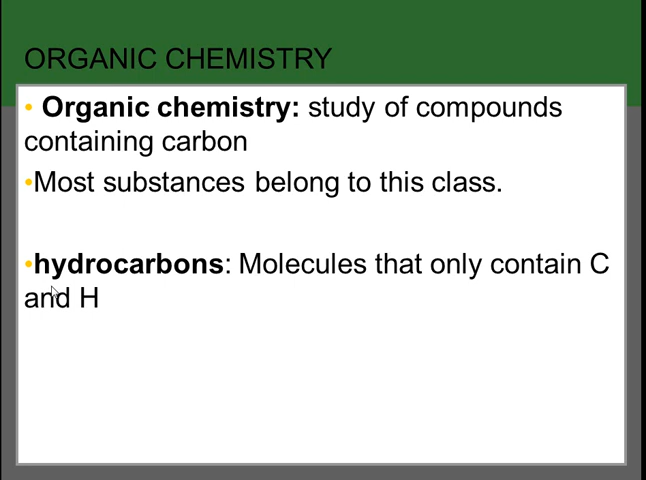 ORGANIC CHEMISTRY
• Organic chemistry: study of compounds
containing carbon
•Most substances belong to this class.
•hydrocarbons: Molecules that only contain C
and H